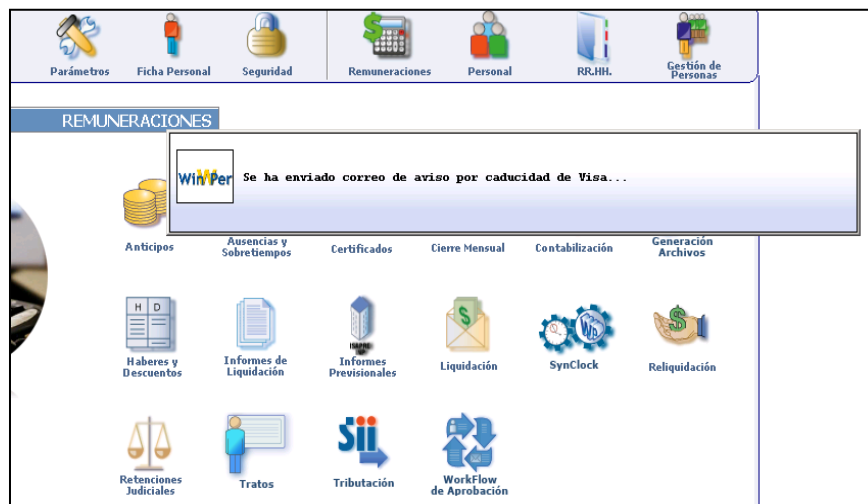 Parámetros Ficha Personal Seguridad Remuneraciones Personal RR.HH. Gestión de
Personas
REMUNERACIONES
WinPer Se ha enviado correo de aviso por caducidad de Visa...
Anticipos Ausencias y Certificados Cierre Mensual Contabilización Generación
Sobretiempos Archivos
H D
ISAPRE
$
Wp
$
Haberes y Informes de Informes Liquidación SynClock Reliquidación
Descuentos Liquidación Previsionales
Sii
Retenciones Tratos Tributación WorkFlow
Judiciales de Aprobación